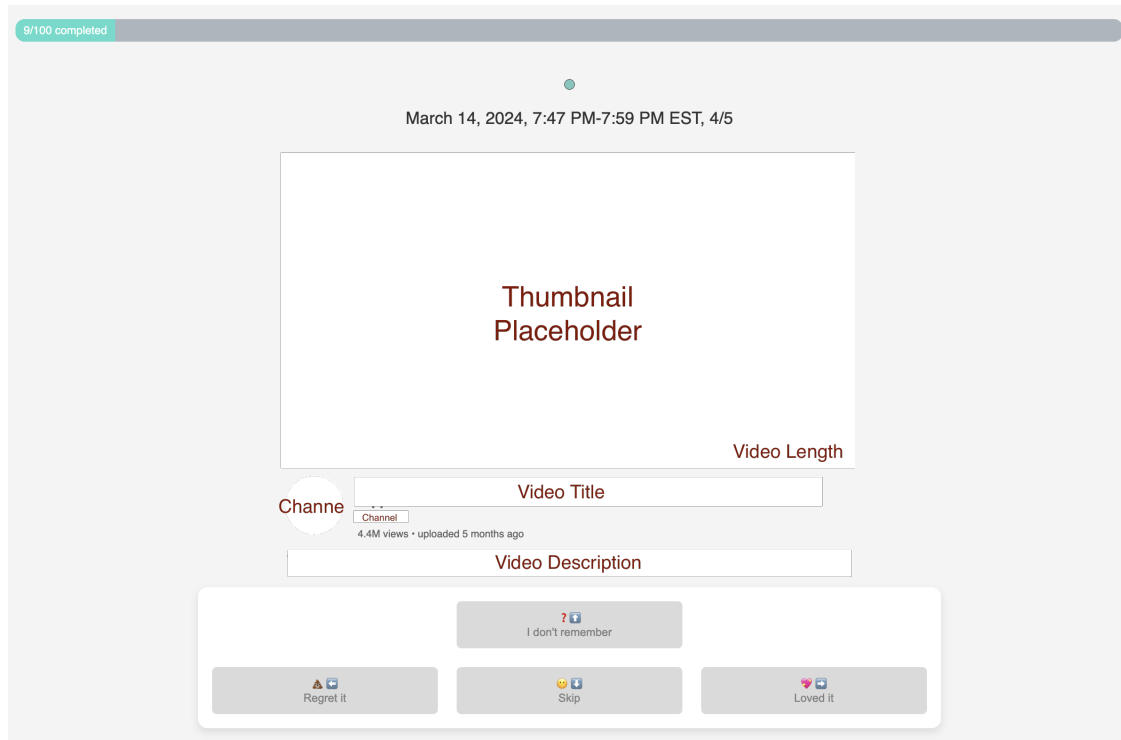 9/100 completed
March 14, 2024, 7:47 PM-7:59 PM EST, 4/5
Thumbnail
Placeholder
Video Length
Channe
Video Title
Channel
4.4M views • uploaded 5 months ago
Video Description
I don't remember
Regret it
Skip
Loved it